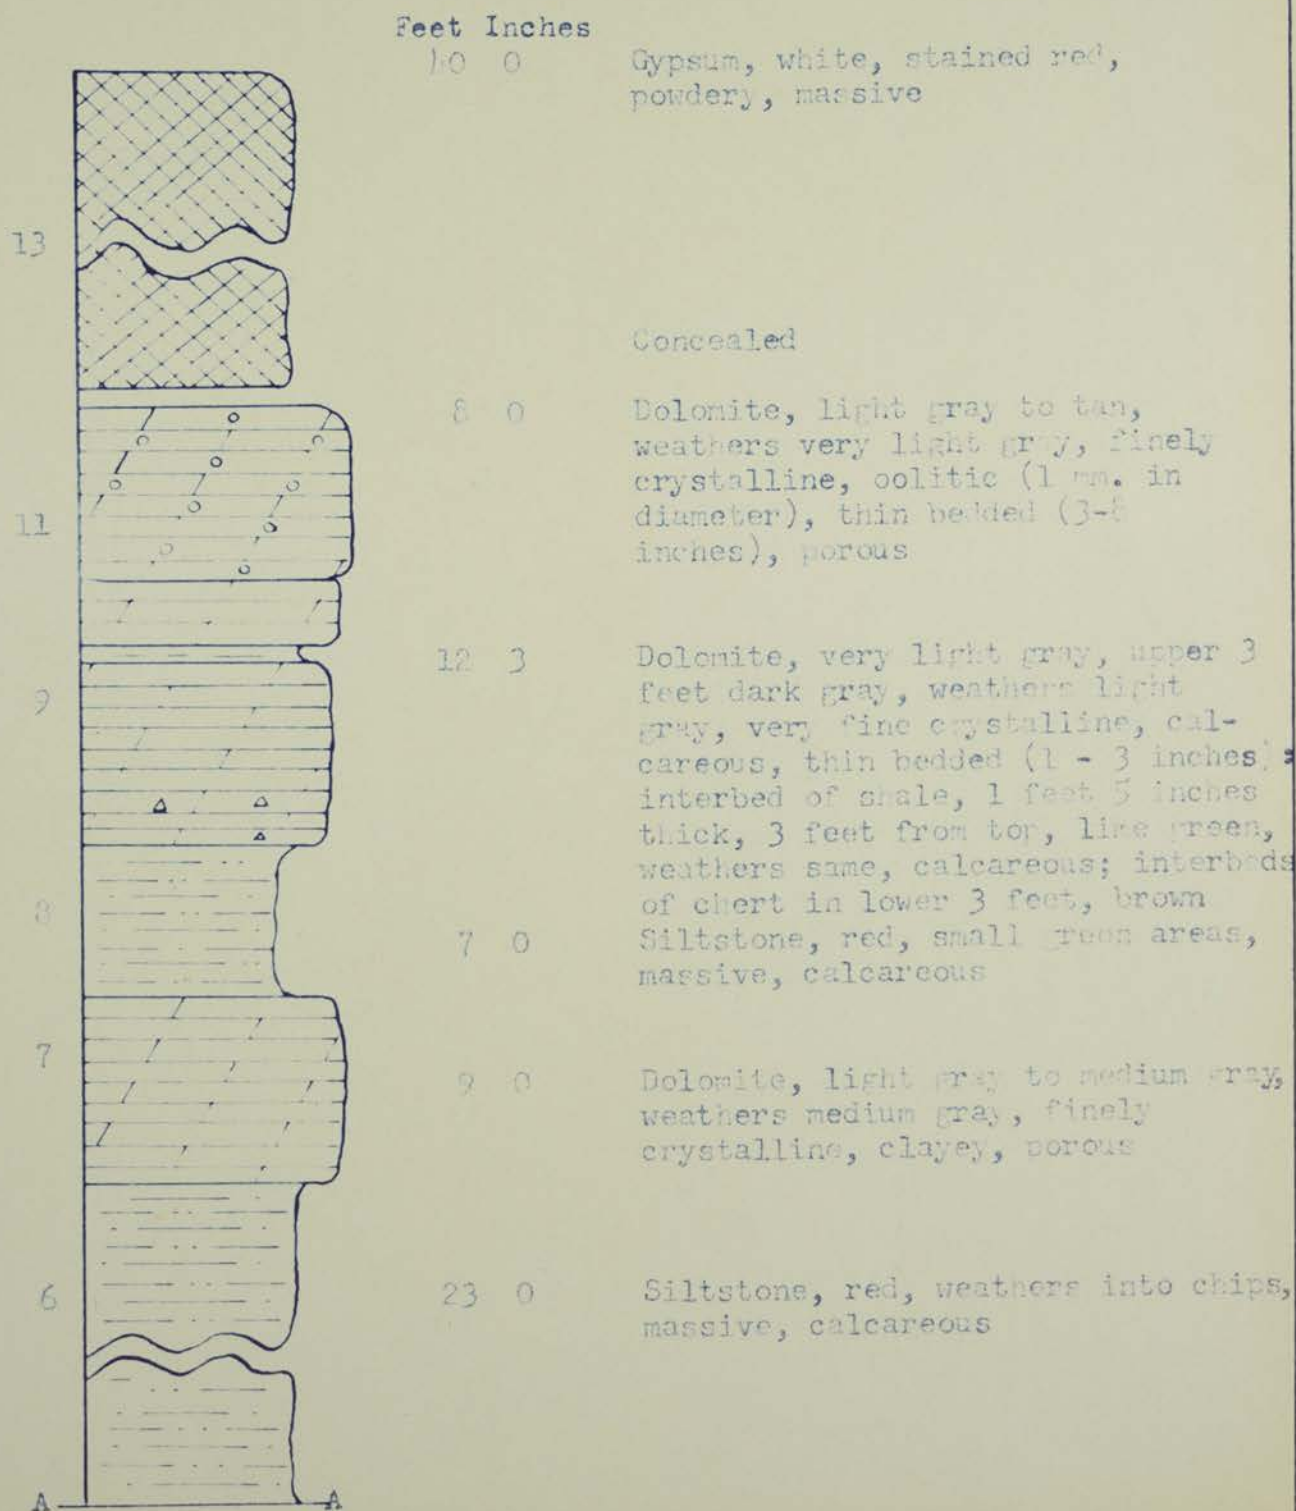 Feet Inches
0 Gypsum, white, stained red,
powdery, massive
13
Concealed
8 0 Dolomite, light gray to tan,
weathers very light gray, finely
crystalline, oolitic (1 mm. in
11 diameter), thin bedded (3-8
inches), porous
12 3 Dolomite, very light gray, upper 3
9 feet dark gray, weathers light
gray, very fine crystalline, cal-
careous, thin bedded (1 - 3 inches);
interbed of shale, 1 feet 5 inches
thick, 3 feet from top, lime green,
weathers same, calcareous; interbeds
8 of chert in lower 3 feet, brown
7 0 Siltstone, red, small green areas,
massive, calcareous
7
9 0 Dolomite, light gray to medium gray,
weathers medium gray, finely
crystalline, clayey, porous
6 23 0 Siltstone, red, weathers into chips,
massive, calcareous
A A